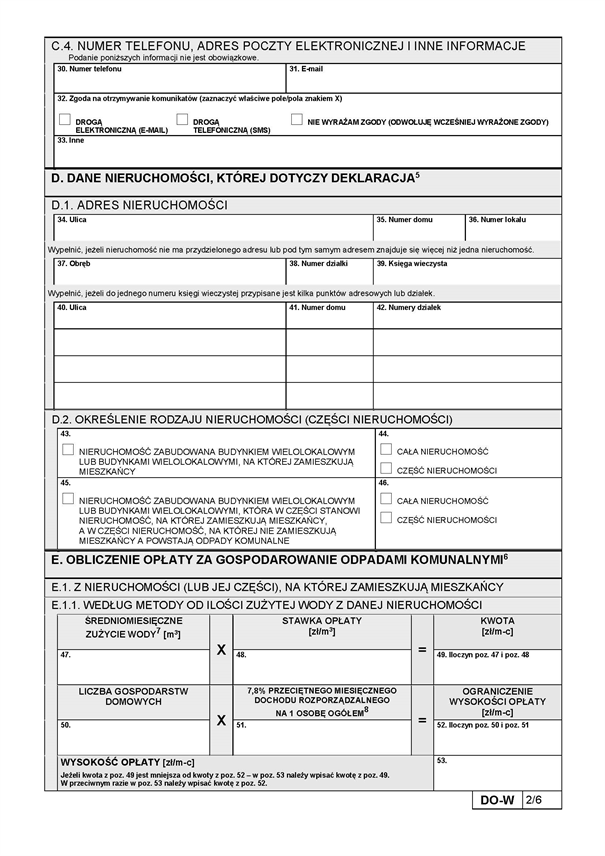 C.4. NUMER TELEFONU, ADRES POCZTY ELEKTRONICZNEJ I INNE INFORMACJE
Podanie poniższych informacji nie jest obowiązkowe.
30. Numer telefonu
31. E-mail
32. Zgoda na otrzymywanie komunikatów (zaznaczyć właściwe pole/pola znakiem X)
DROGĄ
ELEKTRONICZNĄ (E-MAIL)
DROGĄ
TELEFONICZNĄ (SMS)
NIE WYRAŻAM ZGODY (ODWOŁUJĘ WCZEŚNIEJ WYRAŻONE ZGODY)
33. Inne
D. DANE NIERUCHOMOŚCI, KTÓREJ DOTYCZY DEKLARACJA5
D.1. ADRES NIERUCHOMOŚCI
34. Ulica
35. Numer domu
36. Numer lokalu
Wypełnić, jeżeli nieruchomość nie ma przydzielonego adresu lub pod tym samym adresem znajduje się więcej niż jedna nieruchomość.
37. Obręb
38. Numer działki
39. Księga wieczysta
Wypełnić, jeżeli do jednego numeru księgi wieczystej przypisane jest kilka punktów adresowych lub działek.
40. Ulica
41. Numer domu
42. Numery działek
D.2. OKREŚLENIE RODZAJU NIERUCHOMOŚCI (CZĘŚCI NIERUCHOMOŚCI)
43.
NIERUCHOMOŚĆ ZABUDOWANA BUDYNKIEM WIELOLOKALOWYM
LUB BUDYNKAMI WIELOLOKALOWYMI, NA KTÓREJ ZAMIESZKUJĄ
MIESZKAŃCY
44.
CAŁA NIERUCHOMOŚĆ
CZĘŚĆ NIERUCHOMOŚCI
45.
NIERUCHOMOŚĆ ZABUDOWANA BUDYNKIEM WIELOLOKALOWYM
LUB BUDYNKAMI WIELOLOKALOWYMI, KTÓRA W CZĘŚCI STANOWI
NIERUCHOMOŚĆ, NA KTÓREJ ZAMIESZKUJĄ MIESZKAŃCY,
A W CZĘŚCI NIERUCHOMOŚĆ, NA KTÓREJ NIE ZAMIESZKUJĄ
MIESZKAŃCY A POWSTAJĄ ODPADY KOMUNALNE
46.
CAŁA NIERUCHOMOŚĆ
CZĘŚĆ NIERUCHOMOŚCI
E. OBLICZENIE OPŁATY ZA GOSPODAROWANIE ODPADAMI KOMUNALNYMI6
E.1. Z NIERUCHOMOŚCI (LUB JEJ CZĘŚCI), NA KTÓREJ ZAMIESZKUJĄ MIESZKAŃCY
E.1.1. WEDŁUG METODY OD ILOŚCI ZUŻYTEJ WODY Z DANEJ NIERUCHOMOŚCI
ŚREDNIOMIESIĘCZNE
ZUŻYCIE WODY7 [m3]
X
STAWKA OPŁATY
[zł/m3]
=
KWOTA
[zł/m-c]
47.
48.
49. Iloczyn poz. 47 i poz. 48
LICZBA GOSPODARSTW
DOMOWYCH
X
7,8% PRZECIĘTNEGO MIESIĘCZNEGO
DOCHODU ROZPORZĄDZALNEGO
NA 1 OSOBĘ OGÓŁEM8
=
OGRANICZENIE
WYSOKOŚCI OPŁATY
[zł/m-c]
50.
51.
52. Iloczyn poz. 50 i poz. 51
WYSOKOŚĆ OPŁATY [zł/m-c]
Jeżeli kwota z poz. 49 jest mniejsza od kwoty z poz. 52 – w poz. 53 należy wpisać kwotę z poz. 49.
W przeciwnym razie w poz. 53 należy wpisać kwotę z poz. 52.
53.
DO-W 2/6